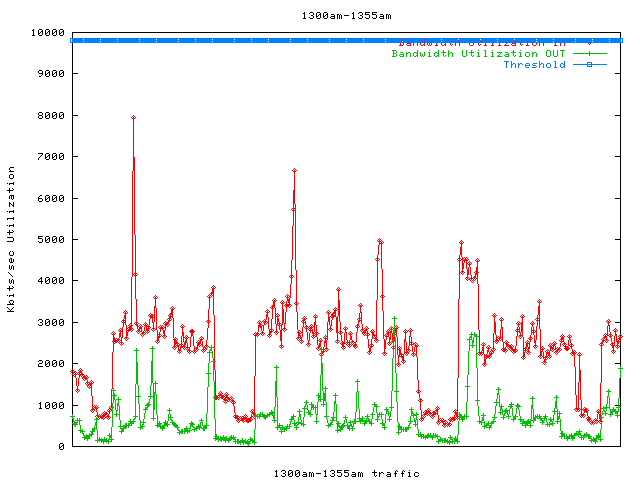 1300am-1355am
10000
Bandwidth Utilization IN
Bandwidth Utilization OUT
Threshold
9000
8000
7000
6000
5000
4000
3000
2000
1000
0
Kbits/sec Utilization
1300am-1355am traffic